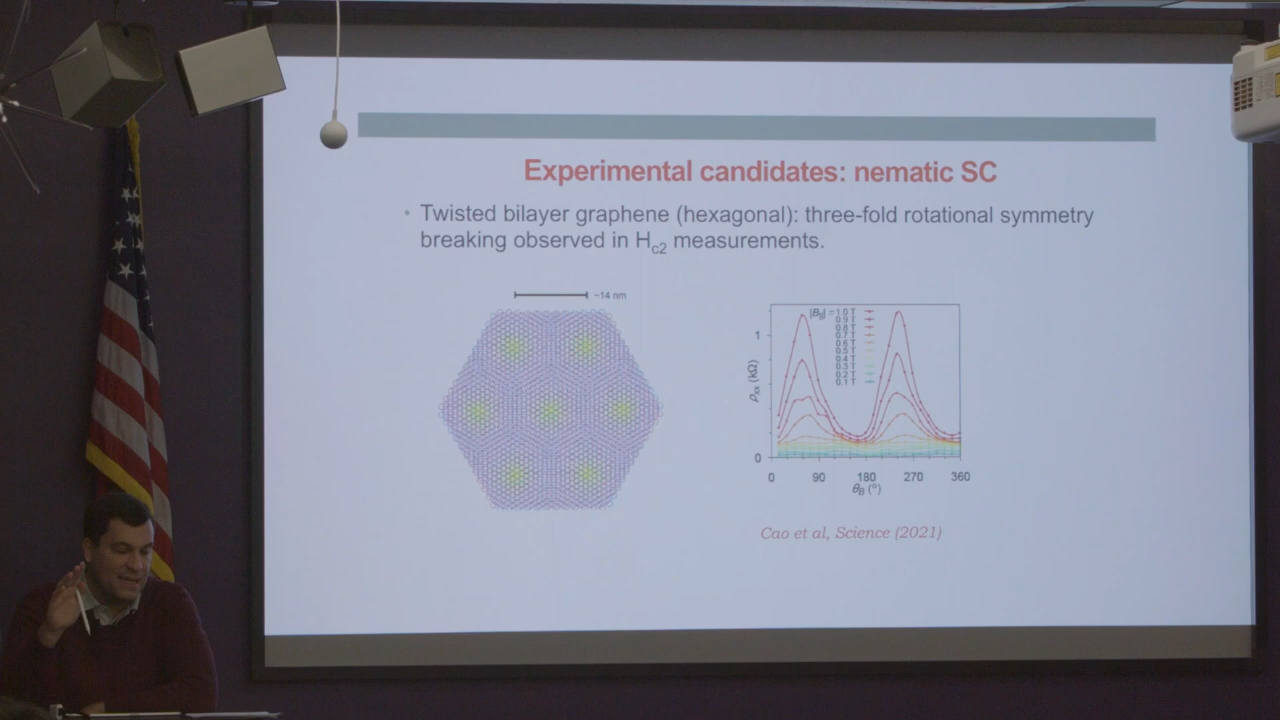 Experimental candidates: nematic SC
• Twisted bilayer graphene (hexagonal): three-fold rotational symmetry
breaking observed in Hc2 measurements.
~14 nm
|B||| = 1.0 T
0.9 T
0.8 T
0.7 T
0.6 T
0.5 T
0.4 T
0.3 T
0.2 T
0.1 T
1
ρxx (kΩ)
0
0 90 180 270 360
θB (°)
Cao et al, Science (2021)